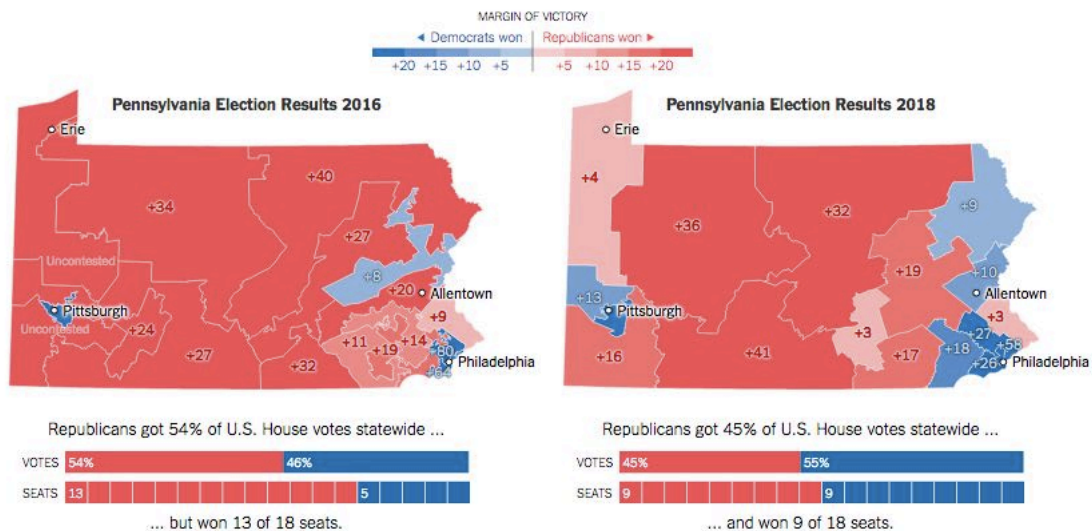 MARGIN OF VICTORY
◄ Democrats won Republicans won ►
+20 +15 +10 +5 +5 +10 +15 +20
Pennsylvania Election Results 2016
Erie
+40
+34
+27
Uncontested
+8
+20
Allentown
Pittsburgh
Uncontested
+24
+9
+11
+14
+19
+27
+32
+80
Philadelphia
Republicans got 54% of U.S. House votes statewide ...
VOTES 54% 46%
SEATS 13 5
... but won 13 of 18 seats.
Pennsylvania Election Results 2018
Erie
+4
+9
+36
+32
+19
+10
Allentown
+13
Pittsburgh
+3
+3
+27
+58
+18
+16
+41
+17
+26
Philadelphia
Republicans got 45% of U.S. House votes statewide ...
VOTES 45% 55%
SEATS 9 9
... and won 9 of 18 seats.